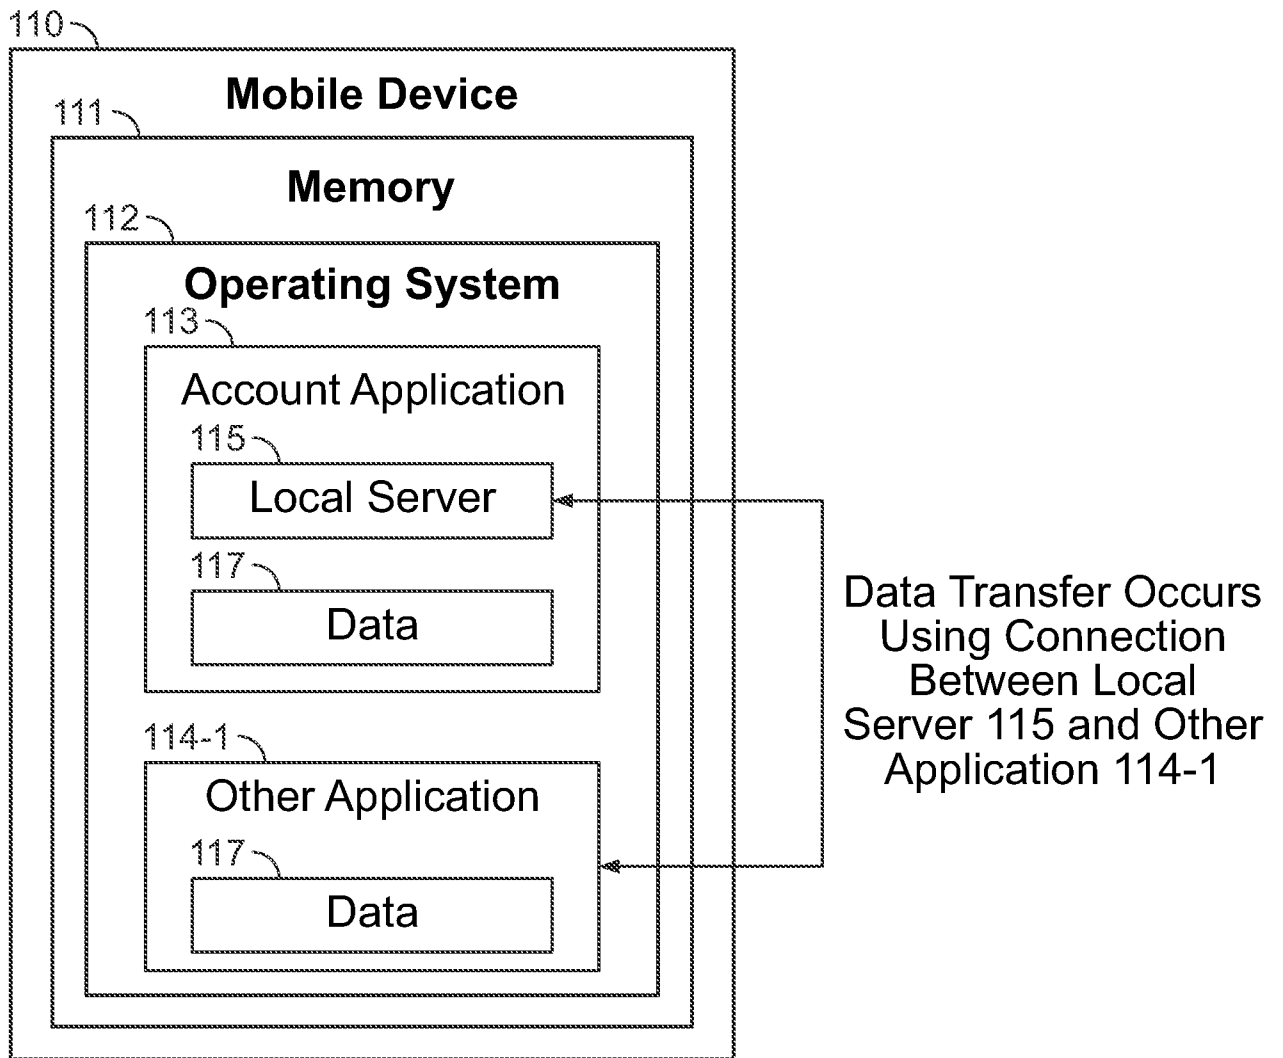 110
Mobile Device
111
Memory
112
Operating System
113
Account Application
115
Local Server
117
Data
114-1
Other Application
117
Data
Data Transfer Occurs
Using Connection
Between Local
Server 115 and Other
Application 114-1